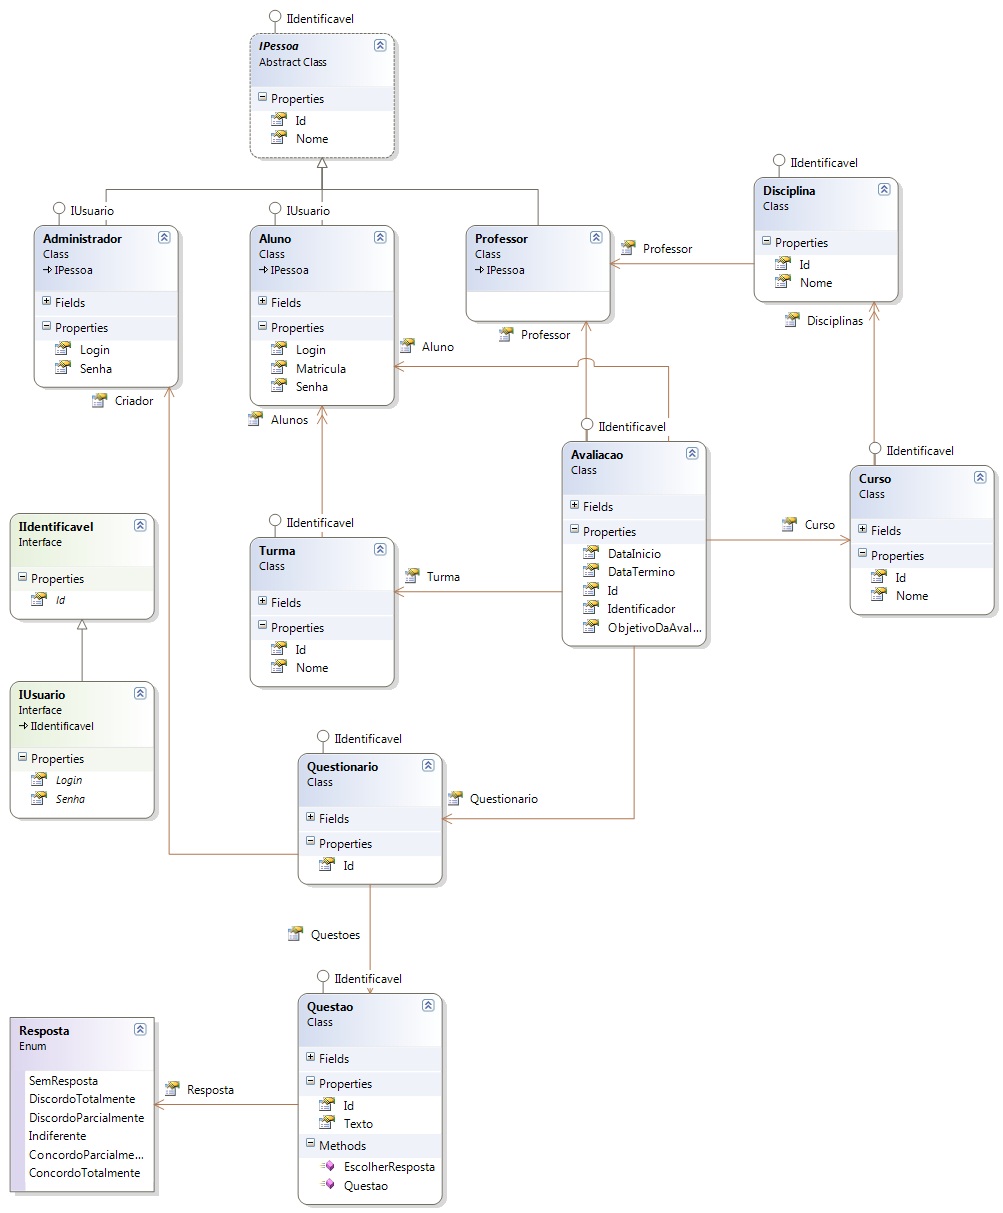 IIdentificavel
IPessoa
Abstract Class
Properties
Id
Nome
IUsuario
Administrador
Class
IPessoa
Fields
Properties
Login
Senha
IUsuario
Aluno
Class
IPessoa
Fields
Properties
Login
Matricula
Senha
Professor
Class
IPessoa
Professor
IIdentificavel
Disciplina
Class
Properties
Id
Nome
Disciplinas
Professor
Aluno
Criador
Alunos
IIdentificavel
Avaliacao
Class
Fields
Properties
DataInicio
DataTermino
Id
Identificador
ObjetivoDaAval...
IIdentificavel
Curso
Class
Fields
Properties
Id
Nome
Curso
IIdentificavel
Interface
Properties
Id
IIdentificavel
Turma
Class
Fields
Properties
Id
Nome
Turma
IUsuario
Interface
IIdentificavel
Properties
Login
Senha
IIdentificavel
Questionario
Class
Fields
Properties
Id
Questionario
Questoes
IIdentificavel
Questao
Class
Fields
Properties
Id
Texto
Methods
EscolherResposta
Questao
Resposta
Resposta
Enum
SemResposta
DiscordoTotalmente
DiscordoParcialmente
Indiferente
ConcordoParcialme...
ConcordoTotalmente